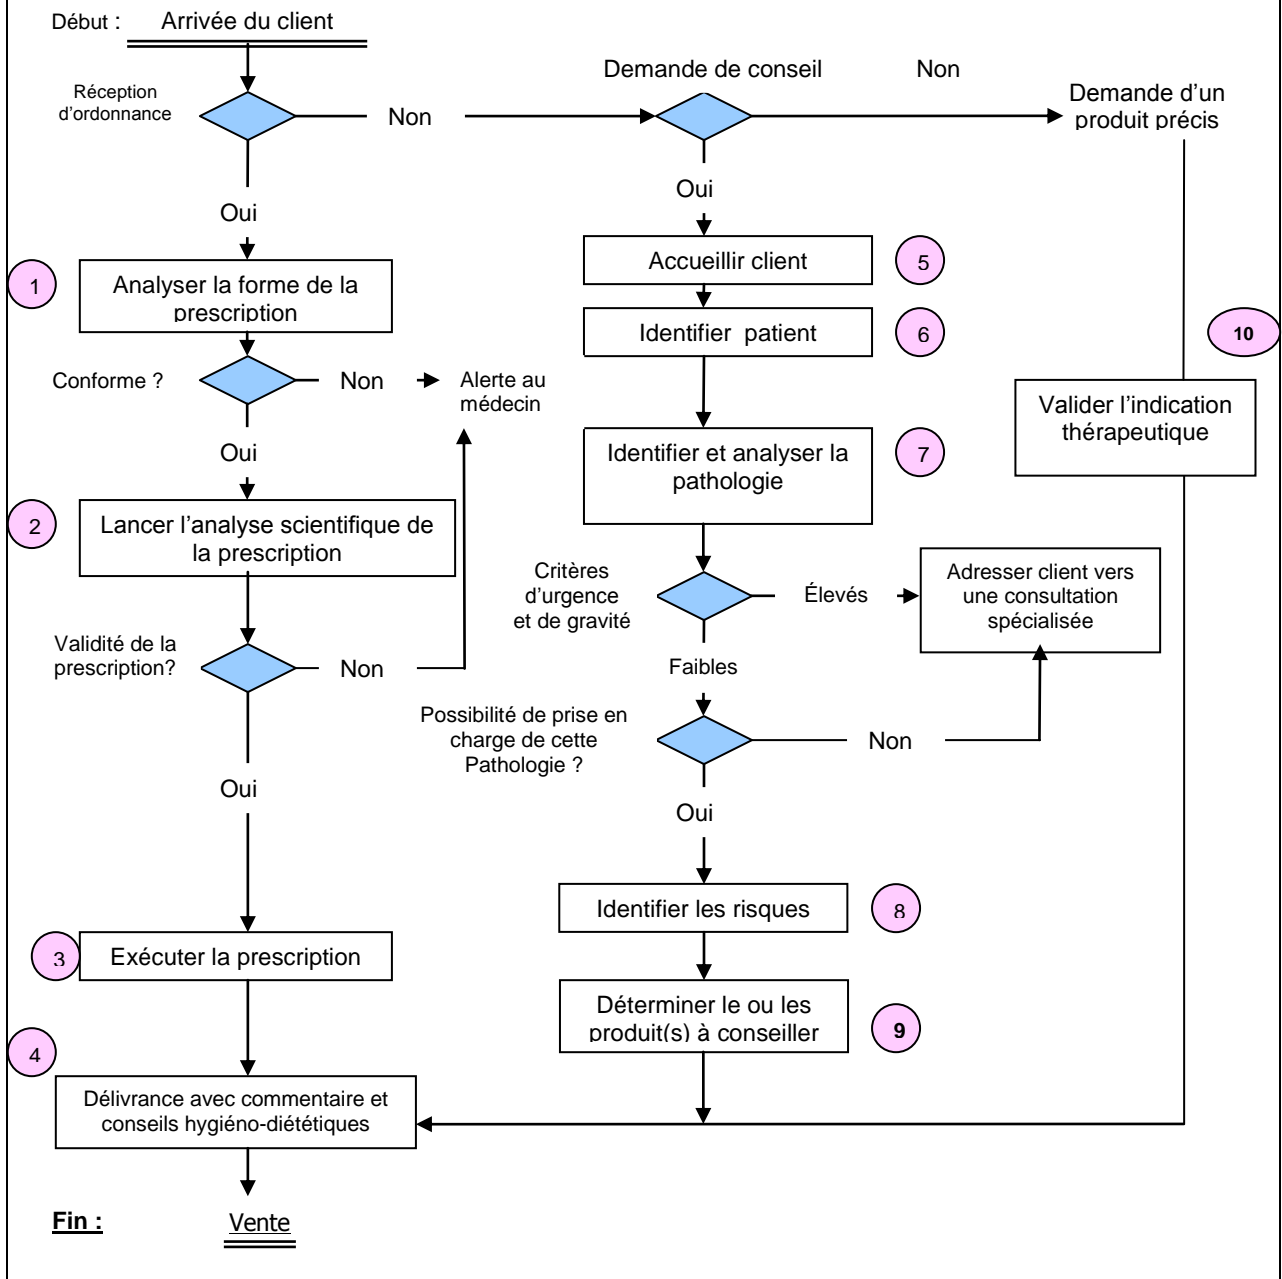 Début : Arrivée du client
Réception
d'ordonnance
Non
Demande de conseil
Non
Demande d'un
produit précis
Oui
Oui
1
Analyser la forme de la
prescription
Accueillir client
5
Identifier patient
6
10
Conforme ?
Non
Alerte au
médecin
Valider l'indication
thérapeutique
Oui
Identifier et analyser la
pathologie
7
2
Lancer l'analyse scientifique de
la prescription
Critères
d'urgence
et de gravité
Élevés
Adresser client vers
une consultation
spécialisée
Validité de la
prescription?
Non
Faibles
Possibilité de prise en
charge de cette
Pathologie ?
Non
Oui
Oui
Identifier les risques
8
3
Exécuter la prescription
Déterminer le ou les
produit(s) à conseiller
9
4
Délivrance avec commentaire et
conseils hygiéno-diététiques
Fin : Vente